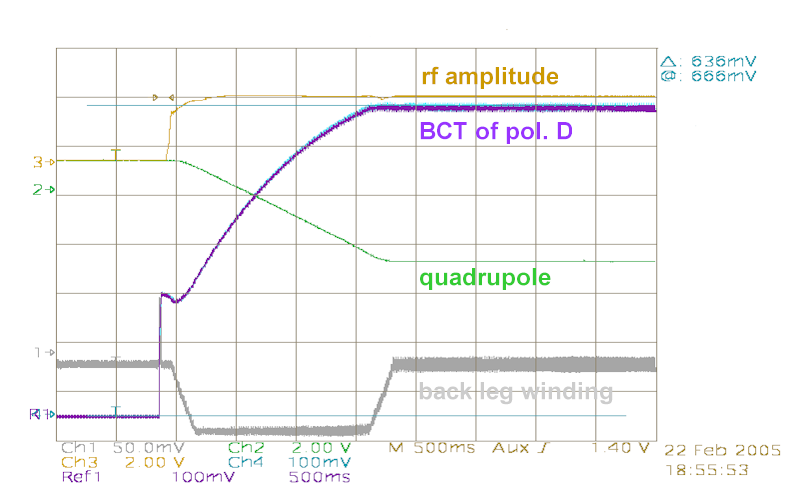 rf amplitude
Δ: 636mV
@: 666mV
BCT of pol. D
3
2
quadrupole
1
back leg winding
Ch1 50.0mV Ch2 2.00 V M 500ms Aux ʃ 1.40 V
Ch3 2.00 V Ch4 100mV
Ref1 100mV 500ms
22 Feb 2005
18:55:53